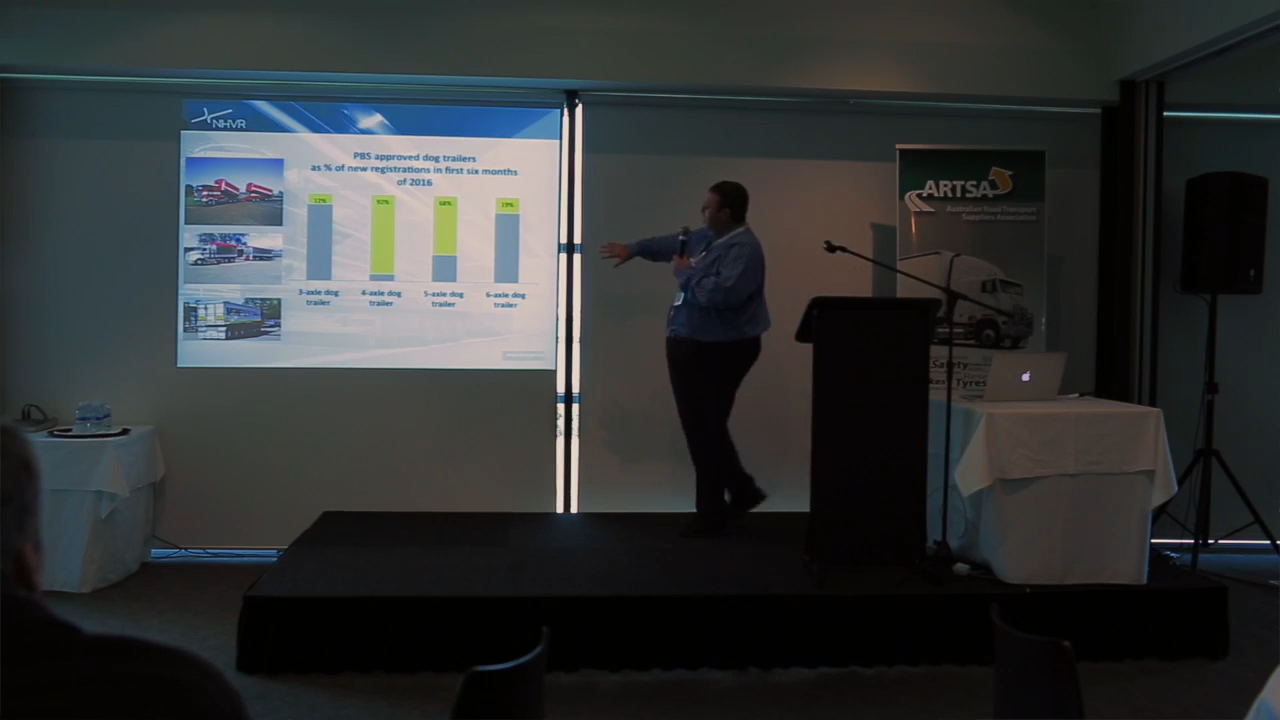 NHVR
PBS approved dog trailers
as % of new registrations in first six months
of 2016
12%
92%
68%
19%
3-axle dog
trailer
4-axle dog
trailer
5-axle dog
trailer
6-axle dog
trailer
ARTSA
Australian Road Transport
Suppliers Association
Safety
Tyres